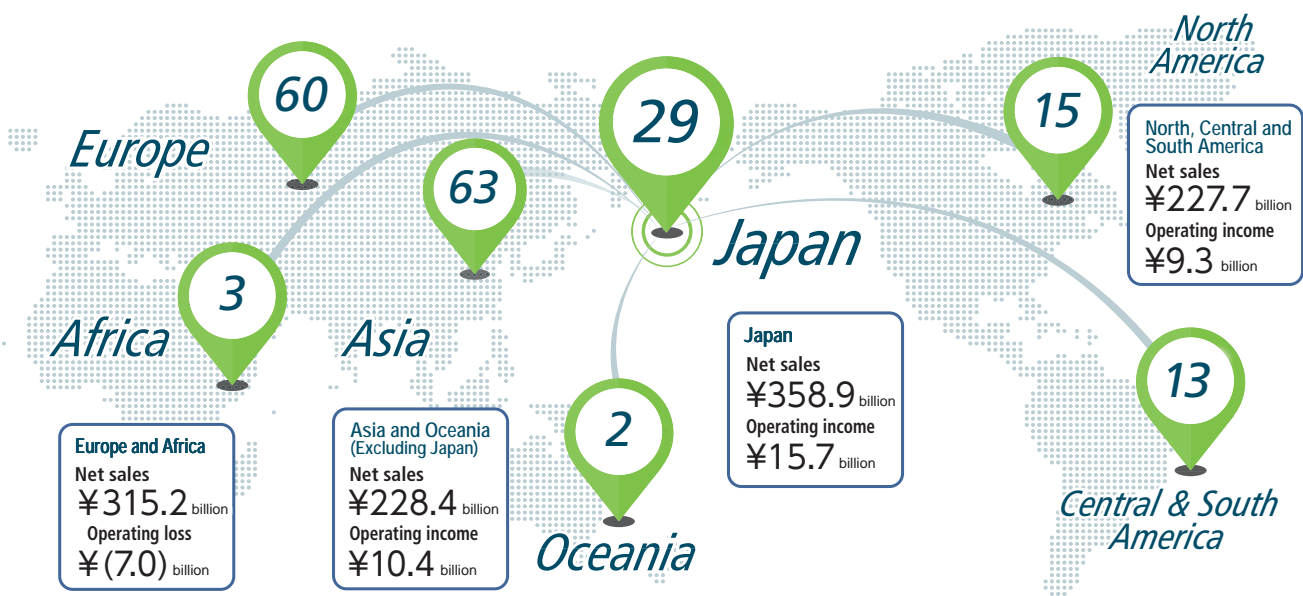 60
Europe
3
Africa
63
Asia
29
Japan
2
Oceania
15
North
America
13
Central & South
America
Europe and Africa
Net sales
¥315.2 billion
Operating loss
¥(7.0) billion
Asia and Oceania
(Excluding Japan)
Net sales
¥228.4 billion
Operating income
¥10.4 billion
Japan
Net sales
¥358.9 billion
Operating income
¥15.7 billion
North, Central and
South America
Net sales
¥227.7 billion
Operating income
¥9.3 billion